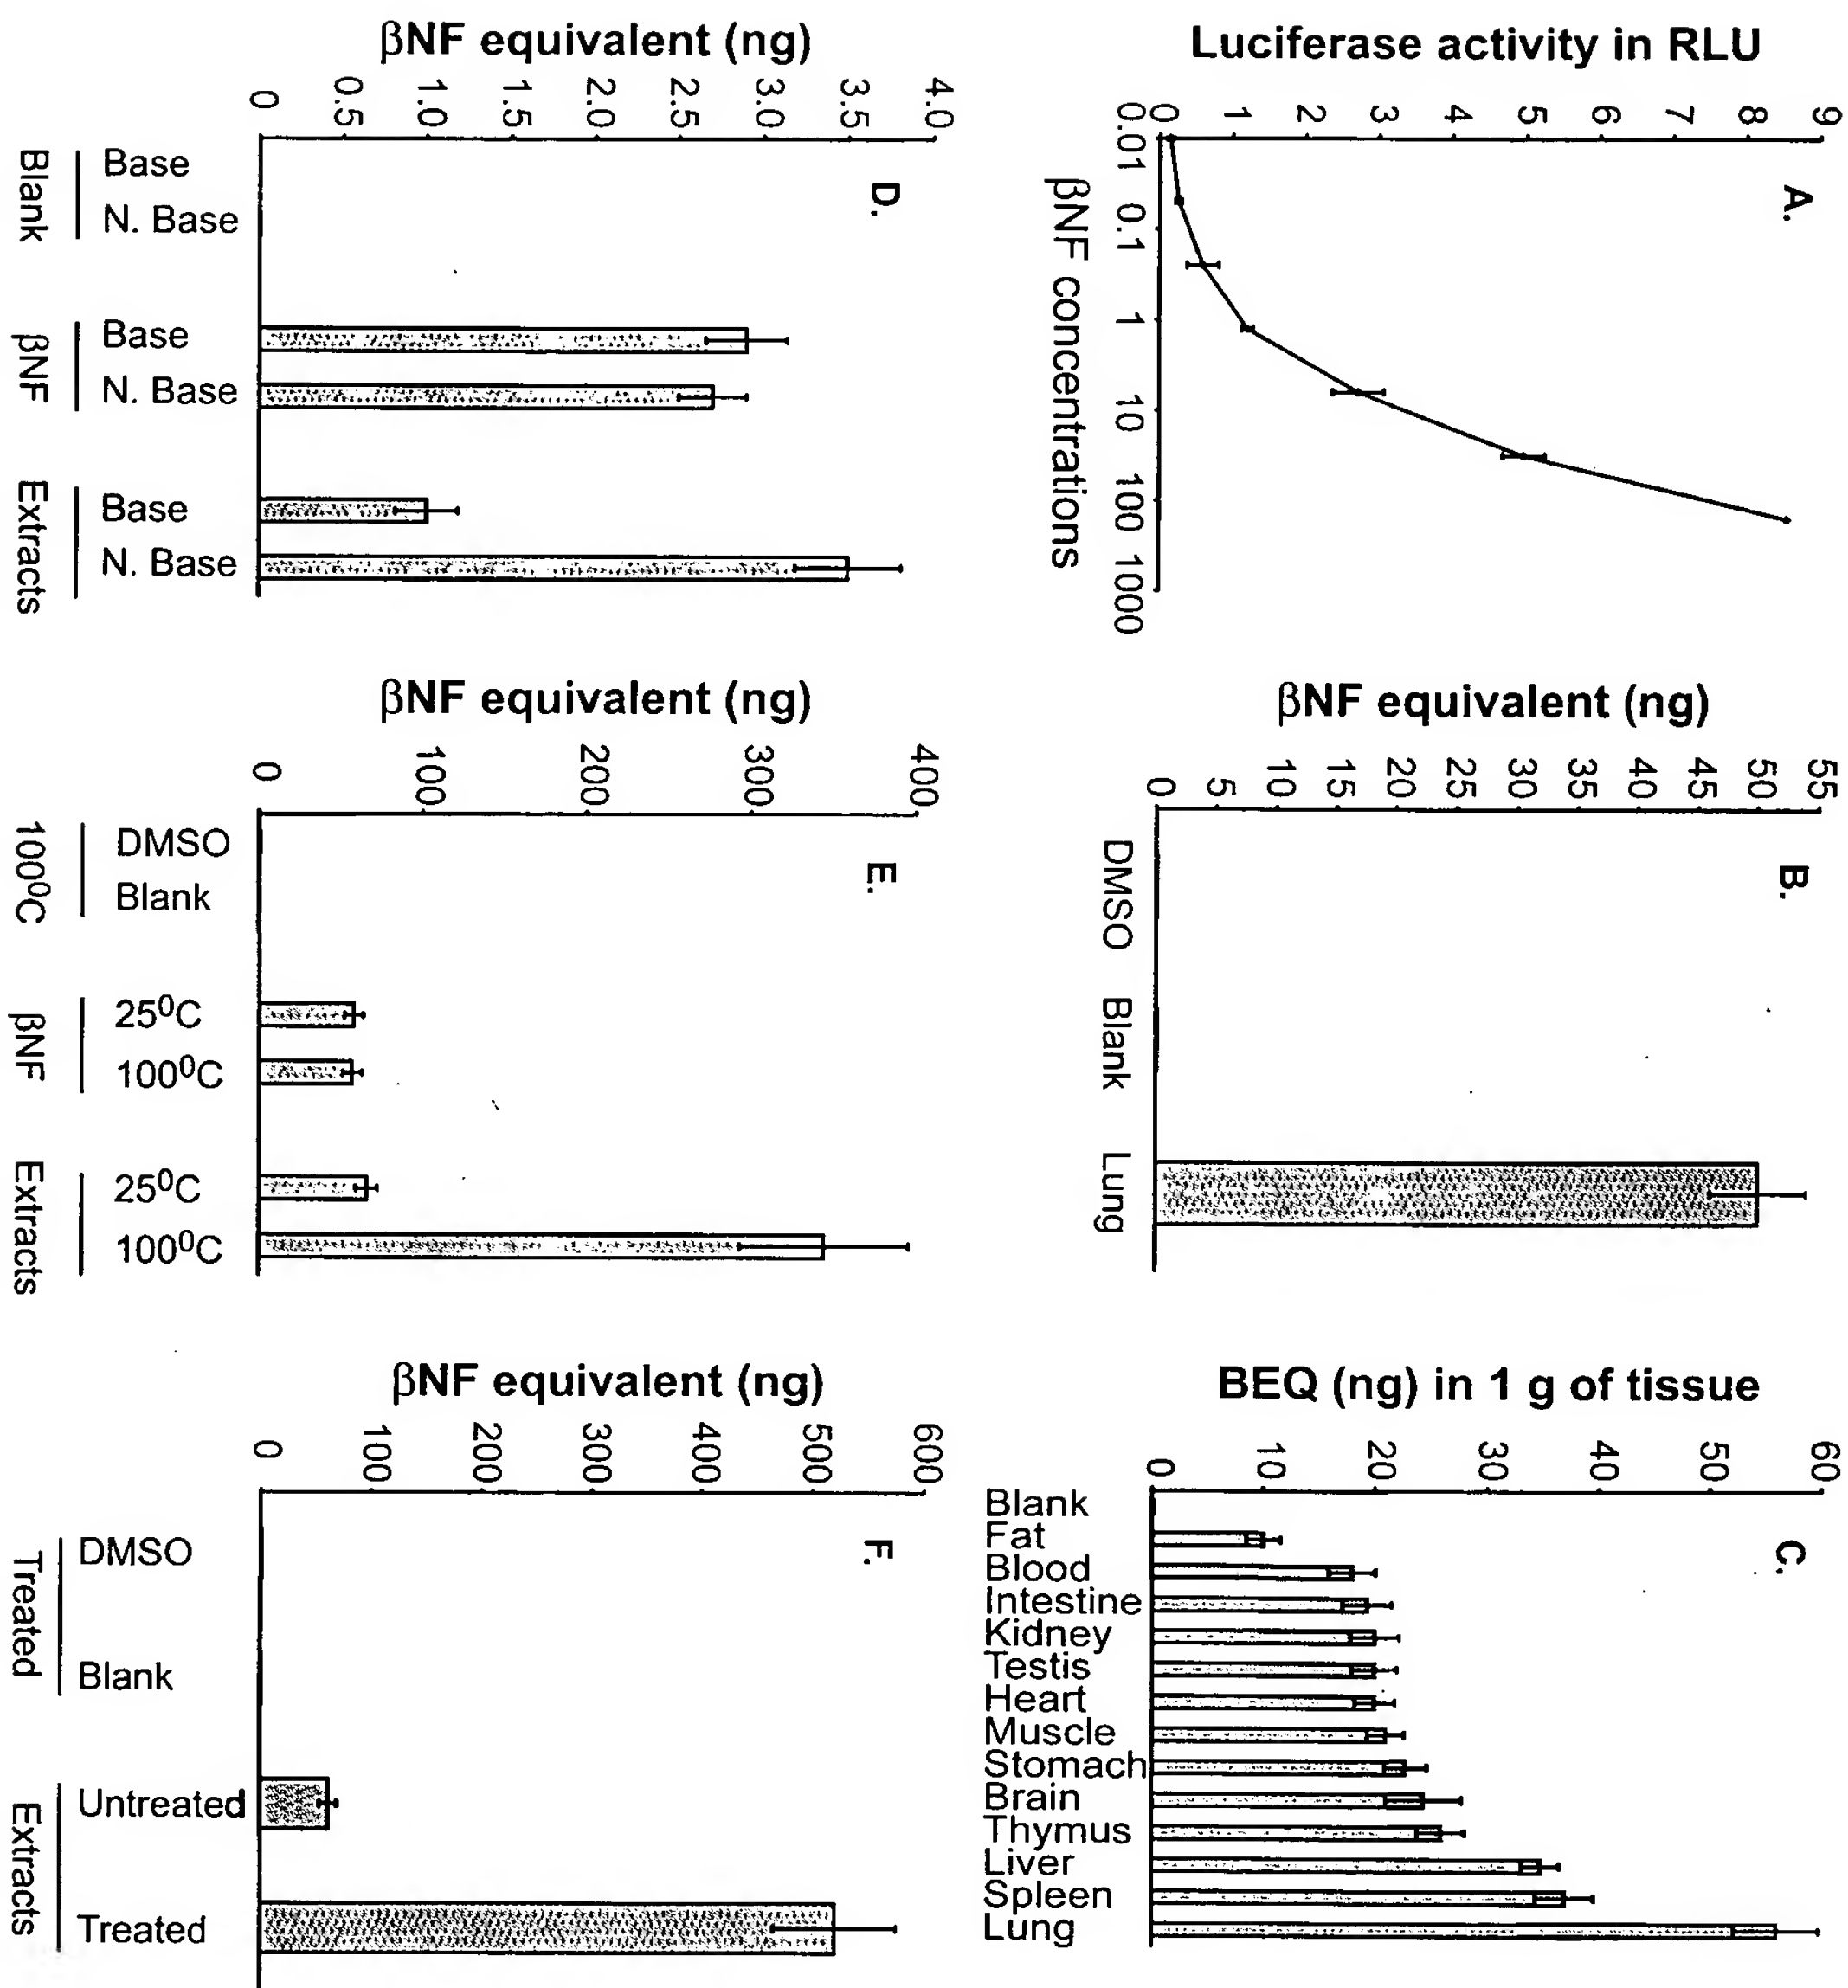 A.
Luciferase activity in RLU
9
8
7
6
5
4
3
2
1
0
0.01 0.1 1 10 100 1000
βNF concentrations
B.
βNF equivalent (ng)
55
50
45
40
35
30
25
20
15
10
5
0
DMSO Blank Lung
C.
BEQ (ng) in 1 g of tissue
60
50
40
30
20
10
0
Blank
Fat
Blood
Intestine
Kidney
Testis
Heart
Muscle
Stomach
Brain
Thymus
Liver
Spleen
Lung
D.
βNF equivalent (ng)
4.0
3.5
3.0
2.5
2.0
1.5
1.0
0.5
0
Base
N. Base
Base
N. Base
Base
N. Base
Blank βNF Extracts
E.
βNF equivalent (ng)
400
300
200
100
0
DMSO
Blank
25⁰C
100⁰C
25⁰C
100⁰C
100⁰C βNF Extracts
F.
βNF equivalent (ng)
600
500
400
300
200
100
0
DMSO
Blank
Untreated
Treated
Treated Extracts